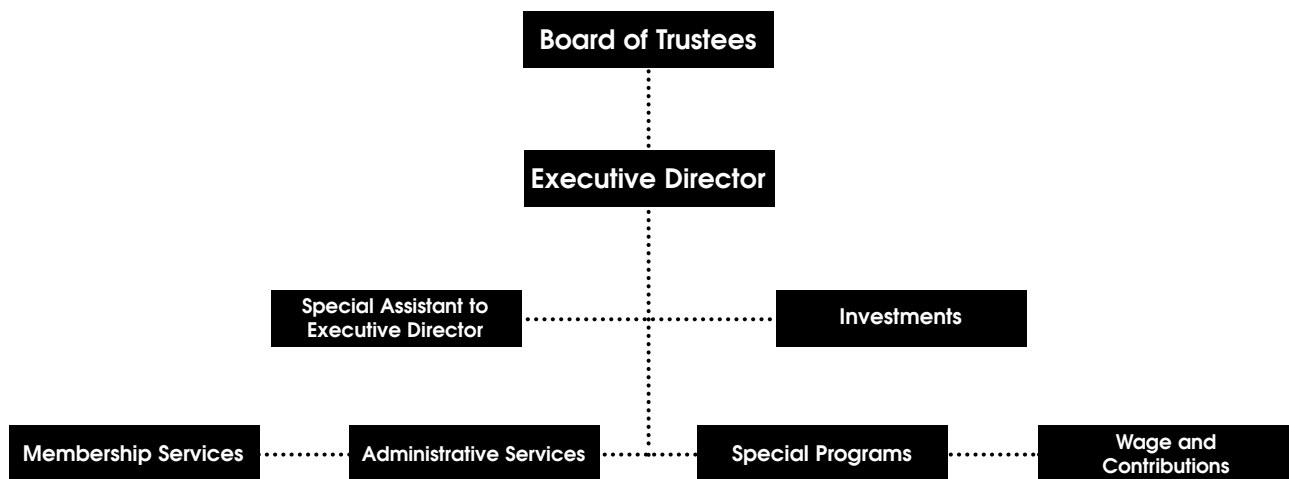 Board of Trustees
Executive Director
Special Assistant to
Executive Director
Investments
Membership Services
Administrative Services
Special Programs
Wage and
Contributions